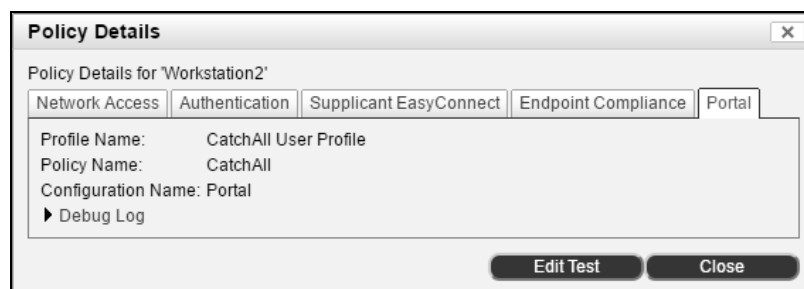 Policy Details
Policy Details for 'Workstation2'
Network Access Authentication Supplicant EasyConnect Endpoint Compliance Portal
Profile Name: CatchAll User Profile
Policy Name: CatchAll
Configuration Name: Portal
Debug Log
Edit Test Close